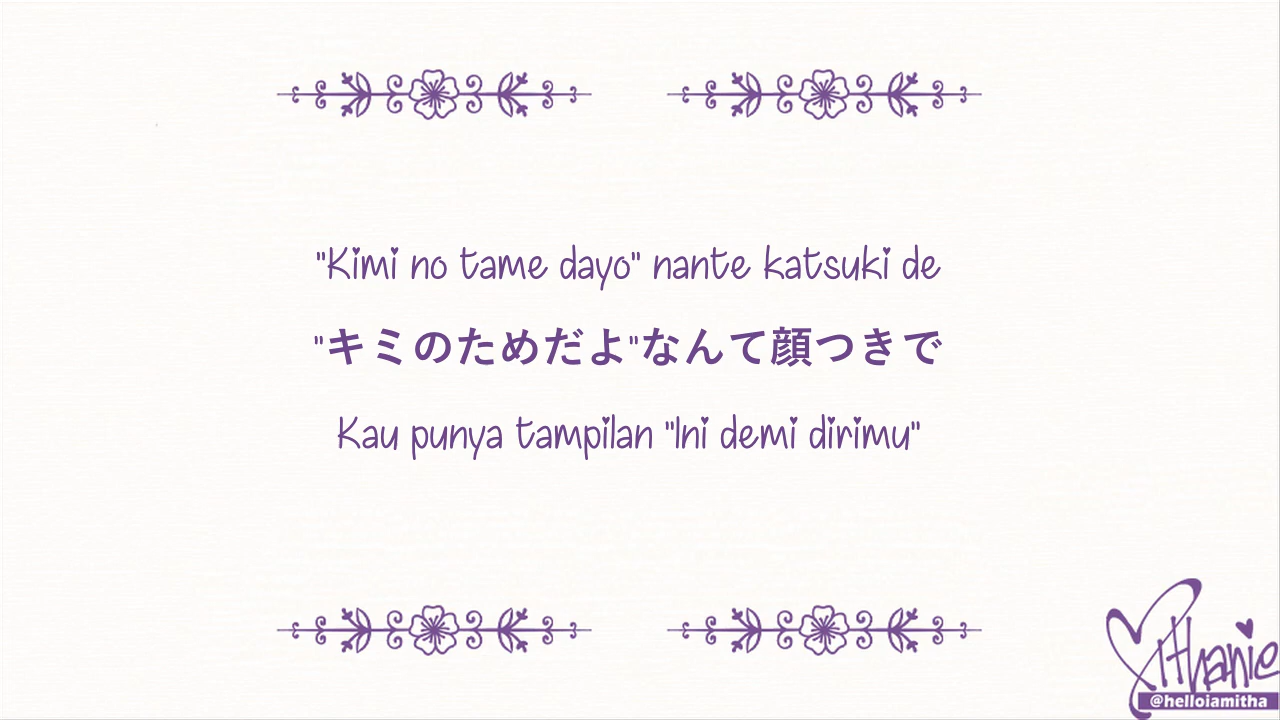 "Kimi no tame dayo" nante katsuki de
"キミのためだよ"なんて顔つきで
Kau punya tampilan "Ini demi dirimu"
Mithanie
@helloiamitha